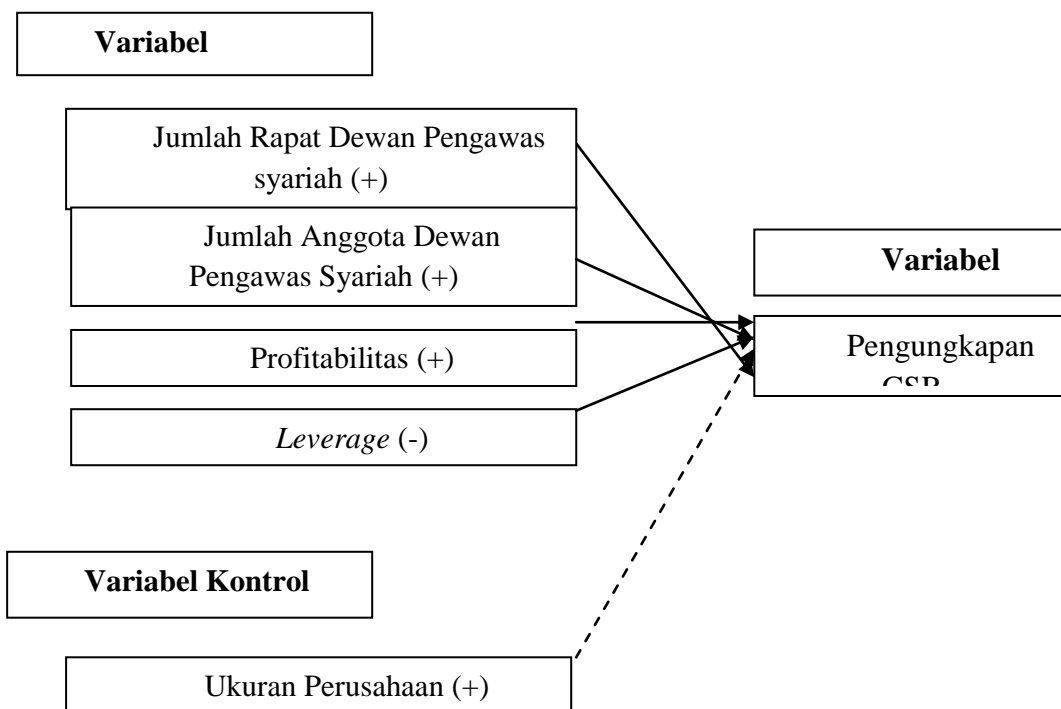 Variabel
Jumlah Rapat Dewan Pengawas
syariah (+)
Jumlah Anggota Dewan
Pengawas Syariah (+)
Profitabilitas (+)
Leverage (-)
Variabel
Pengungkapan
CSR
Variabel Kontrol
Ukuran Perusahaan (+)